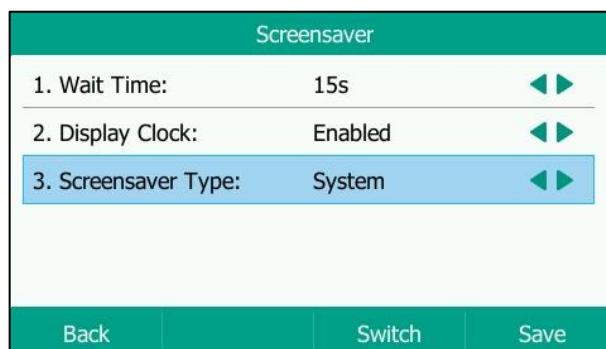 Screensaver
1. Wait Time: 15s
2. Display Clock: Enabled
3. Screensaver Type: System
Back Switch Save